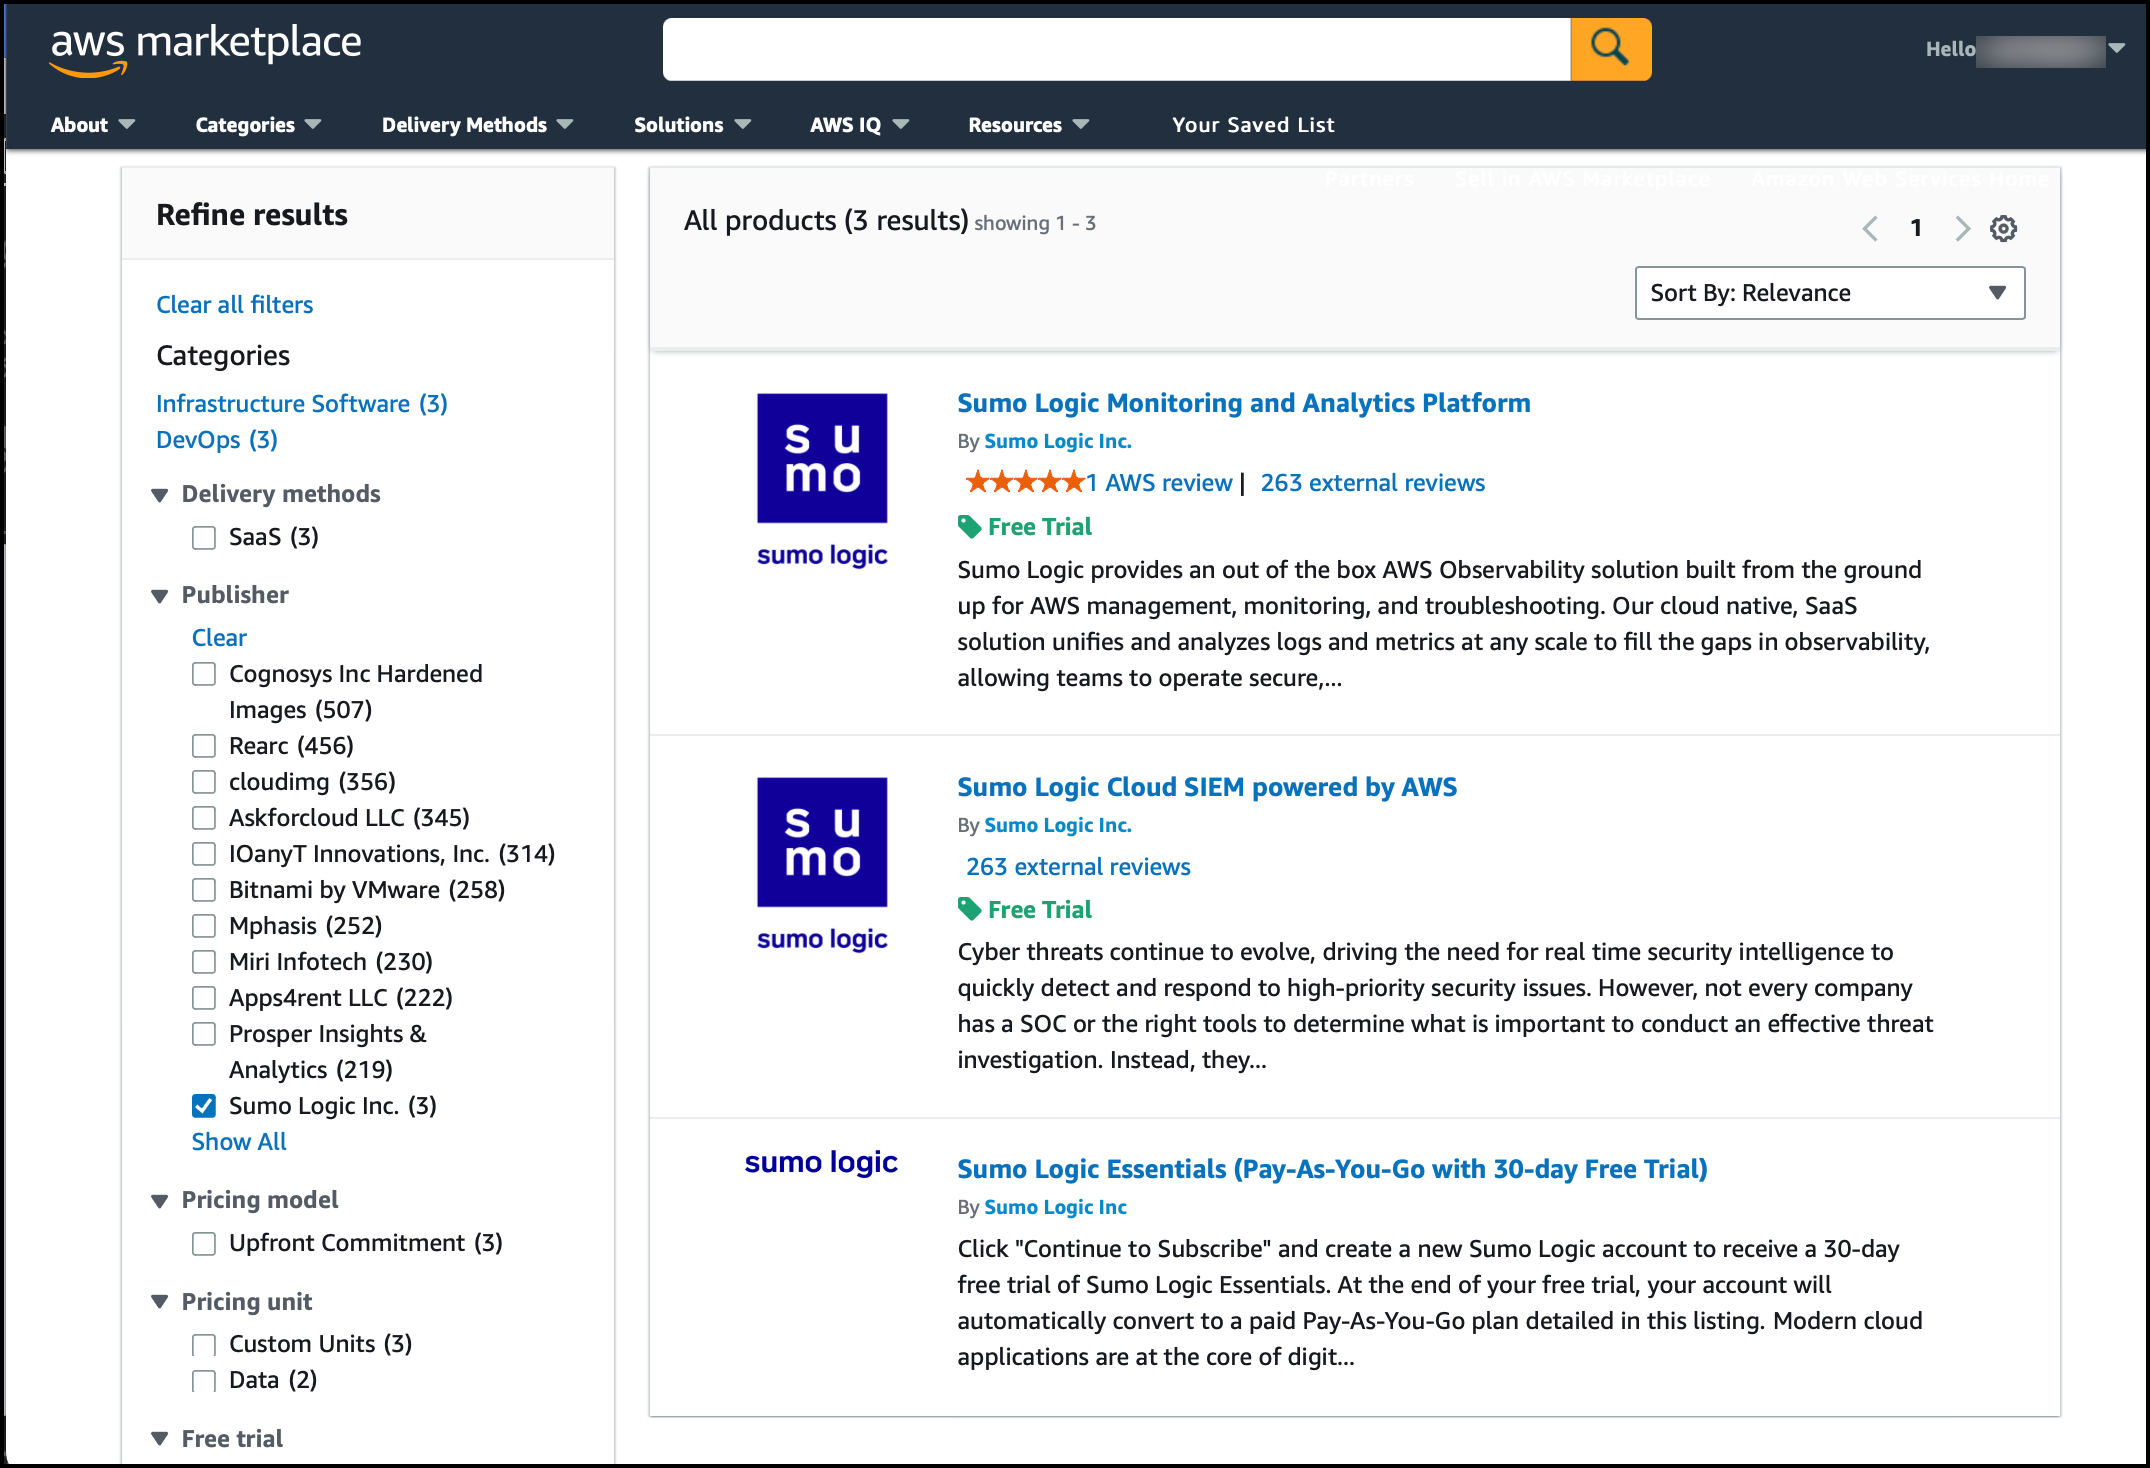 aws marketplace
Hello
About
Categories
Delivery Methods
Solutions
AWS IQ
Resources
Your Saved List
Partners
Sell in AWS Marketplace
Amazon Web Services Home
Refine results
Clear all filters
Categories
Infrastructure Software (3)
DevOps (3)
Delivery methods
SaaS (3)
Publisher
Clear
Cognosys Inc Hardened
Images (507)
Rearc (456)
cloudimg (356)
Askforcloud LLC (345)
IOanyT Innovations, Inc. (314)
Bitnami by VMware (258)
Mphasis (252)
Miri Infotech (230)
Apps4rent LLC (222)
Prosper Insights &
Analytics (219)
Sumo Logic Inc. (3)
Show All
Pricing model
Upfront Commitment (3)
Pricing unit
Custom Units (3)
Data (2)
Free trial
All products (3 results) showing 1 - 3
1
Sort By: Relevance
su
mo
sumo logic
Sumo Logic Monitoring and Analytics Platform
By Sumo Logic Inc.
1 AWS review | 263 external reviews
Free Trial
Sumo Logic provides an out of the box AWS Observability solution built from the ground
up for AWS management, monitoring, and troubleshooting. Our cloud native, SaaS
solution unifies and analyzes logs and metrics at any scale to fill the gaps in observability,
allowing teams to operate secure,...
su
mo
sumo logic
Sumo Logic Cloud SIEM powered by AWS
By Sumo Logic Inc.
263 external reviews
Free Trial
Cyber threats continue to evolve, driving the need for real time security intelligence to
quickly detect and respond to high-priority security issues. However, not every company
has a SOC or the right tools to determine what is important to conduct an effective threat
investigation. Instead, they...
sumo logic
Sumo Logic Essentials (Pay-As-You-Go with 30-day Free Trial)
By Sumo Logic Inc
Click "Continue to Subscribe" and create a new Sumo Logic account to receive a 30-day
free trial of Sumo Logic Essentials. At the end of your free trial, your account will
automatically convert to a paid Pay-As-You-Go plan detailed in this listing. Modern cloud
applications are at the core of digit...